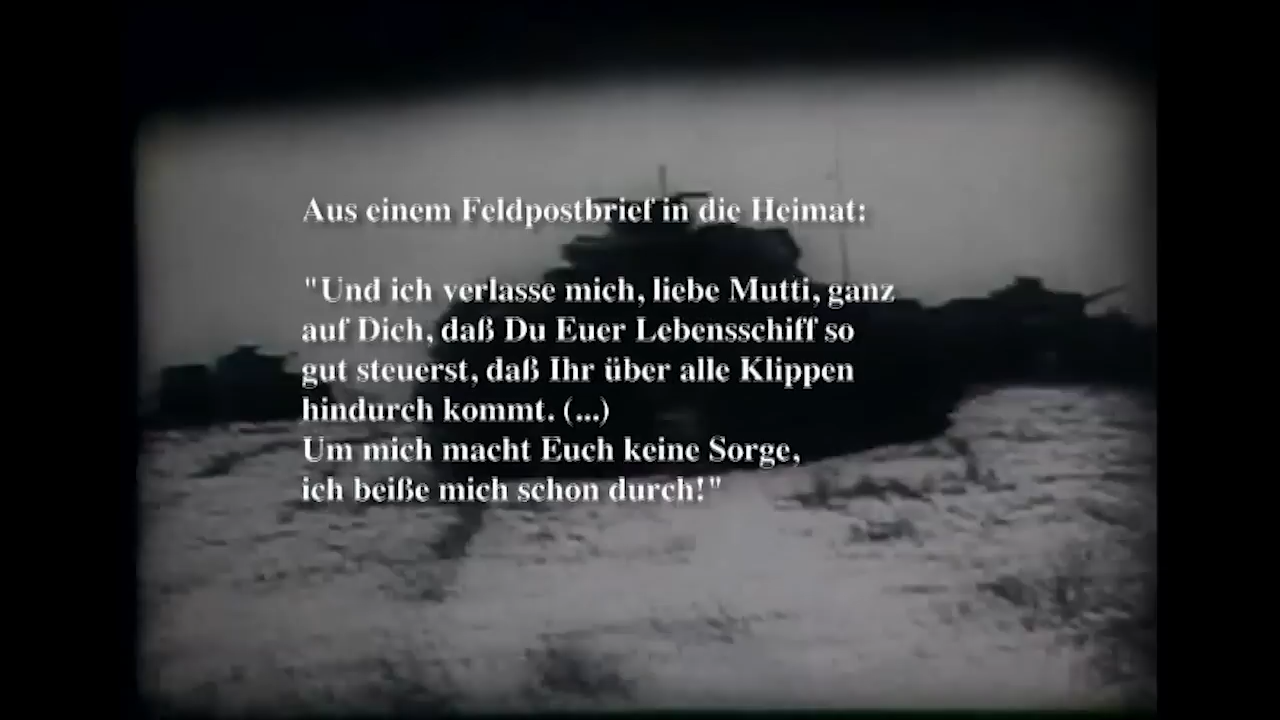 Aus einem Feldpostbrief in die Heimat:
"Und ich verlasse mich, liebe Mutti, ganz
auf Dich, daß Du Euer Lebensschiff so
gut steuerst, daß Ihr über alle Klippen
hindurch kommt. (...)
Um mich macht Euch keine Sorge,
ich beiße mich schon durch!"